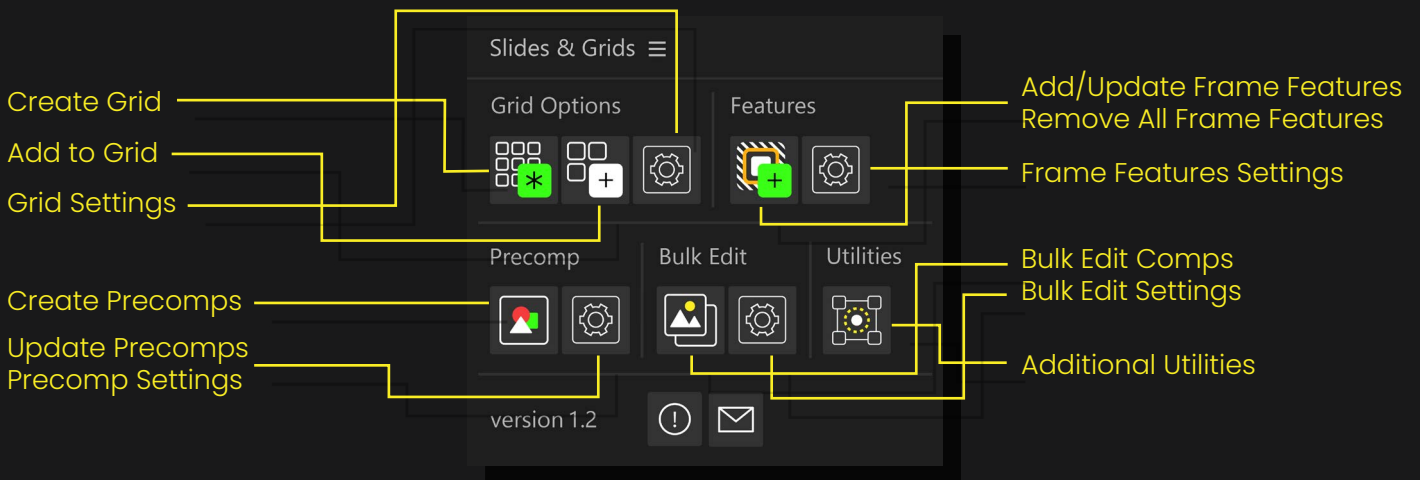 Slides & Grids
Create Grid
Add to Grid
Grid Settings
Grid Options
Features
Add/Update Frame Features
Remove All Frame Features
Frame Features Settings
Create Precomps
Update Precomps
Precomp Settings
Precomp
Bulk Edit
Utilities
Bulk Edit Comps
Bulk Edit Settings
Additional Utilities
version 1.2